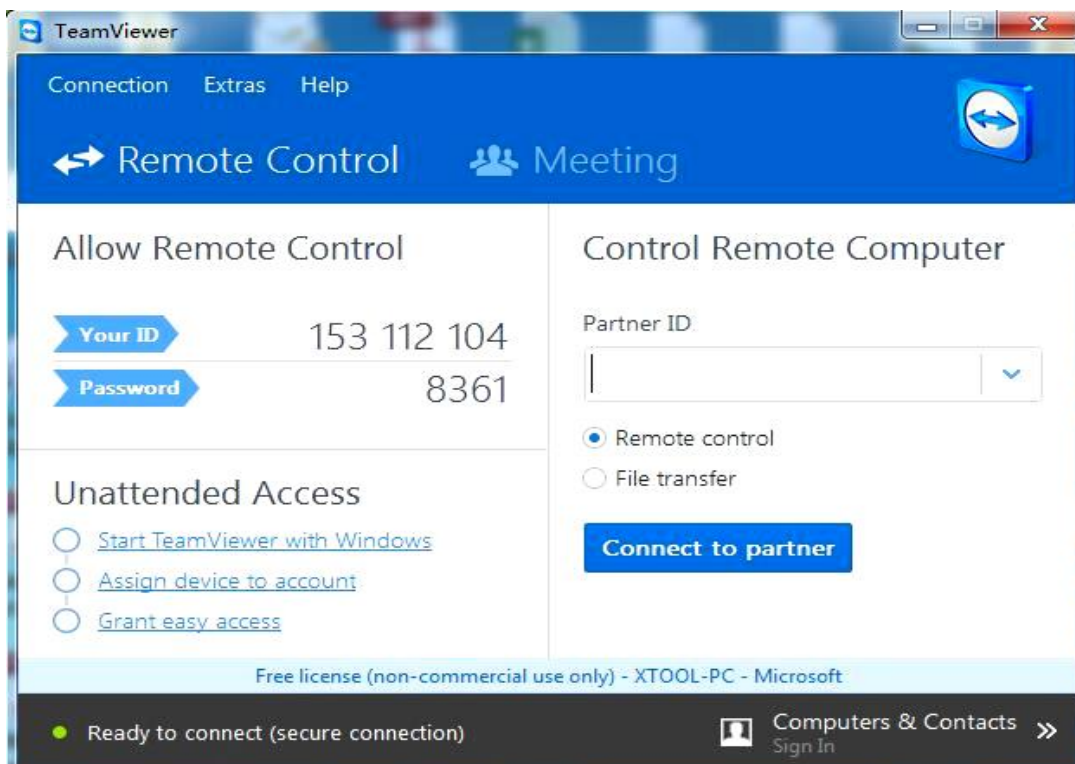 TeamViewer
Connection Extras Help
Remote Control Meeting
Allow Remote Control
Your ID 153 112 104
Password 8361
Unattended Access
Start TeamViewer with Windows
Assign device to account
Grant easy access
Control Remote Computer
Partner ID
Remote control
File transfer
Connect to partner
Free license (non-commercial use only) - XTOOL-PC - Microsoft
Ready to connect (secure connection)
Computers & Contacts
Sign In